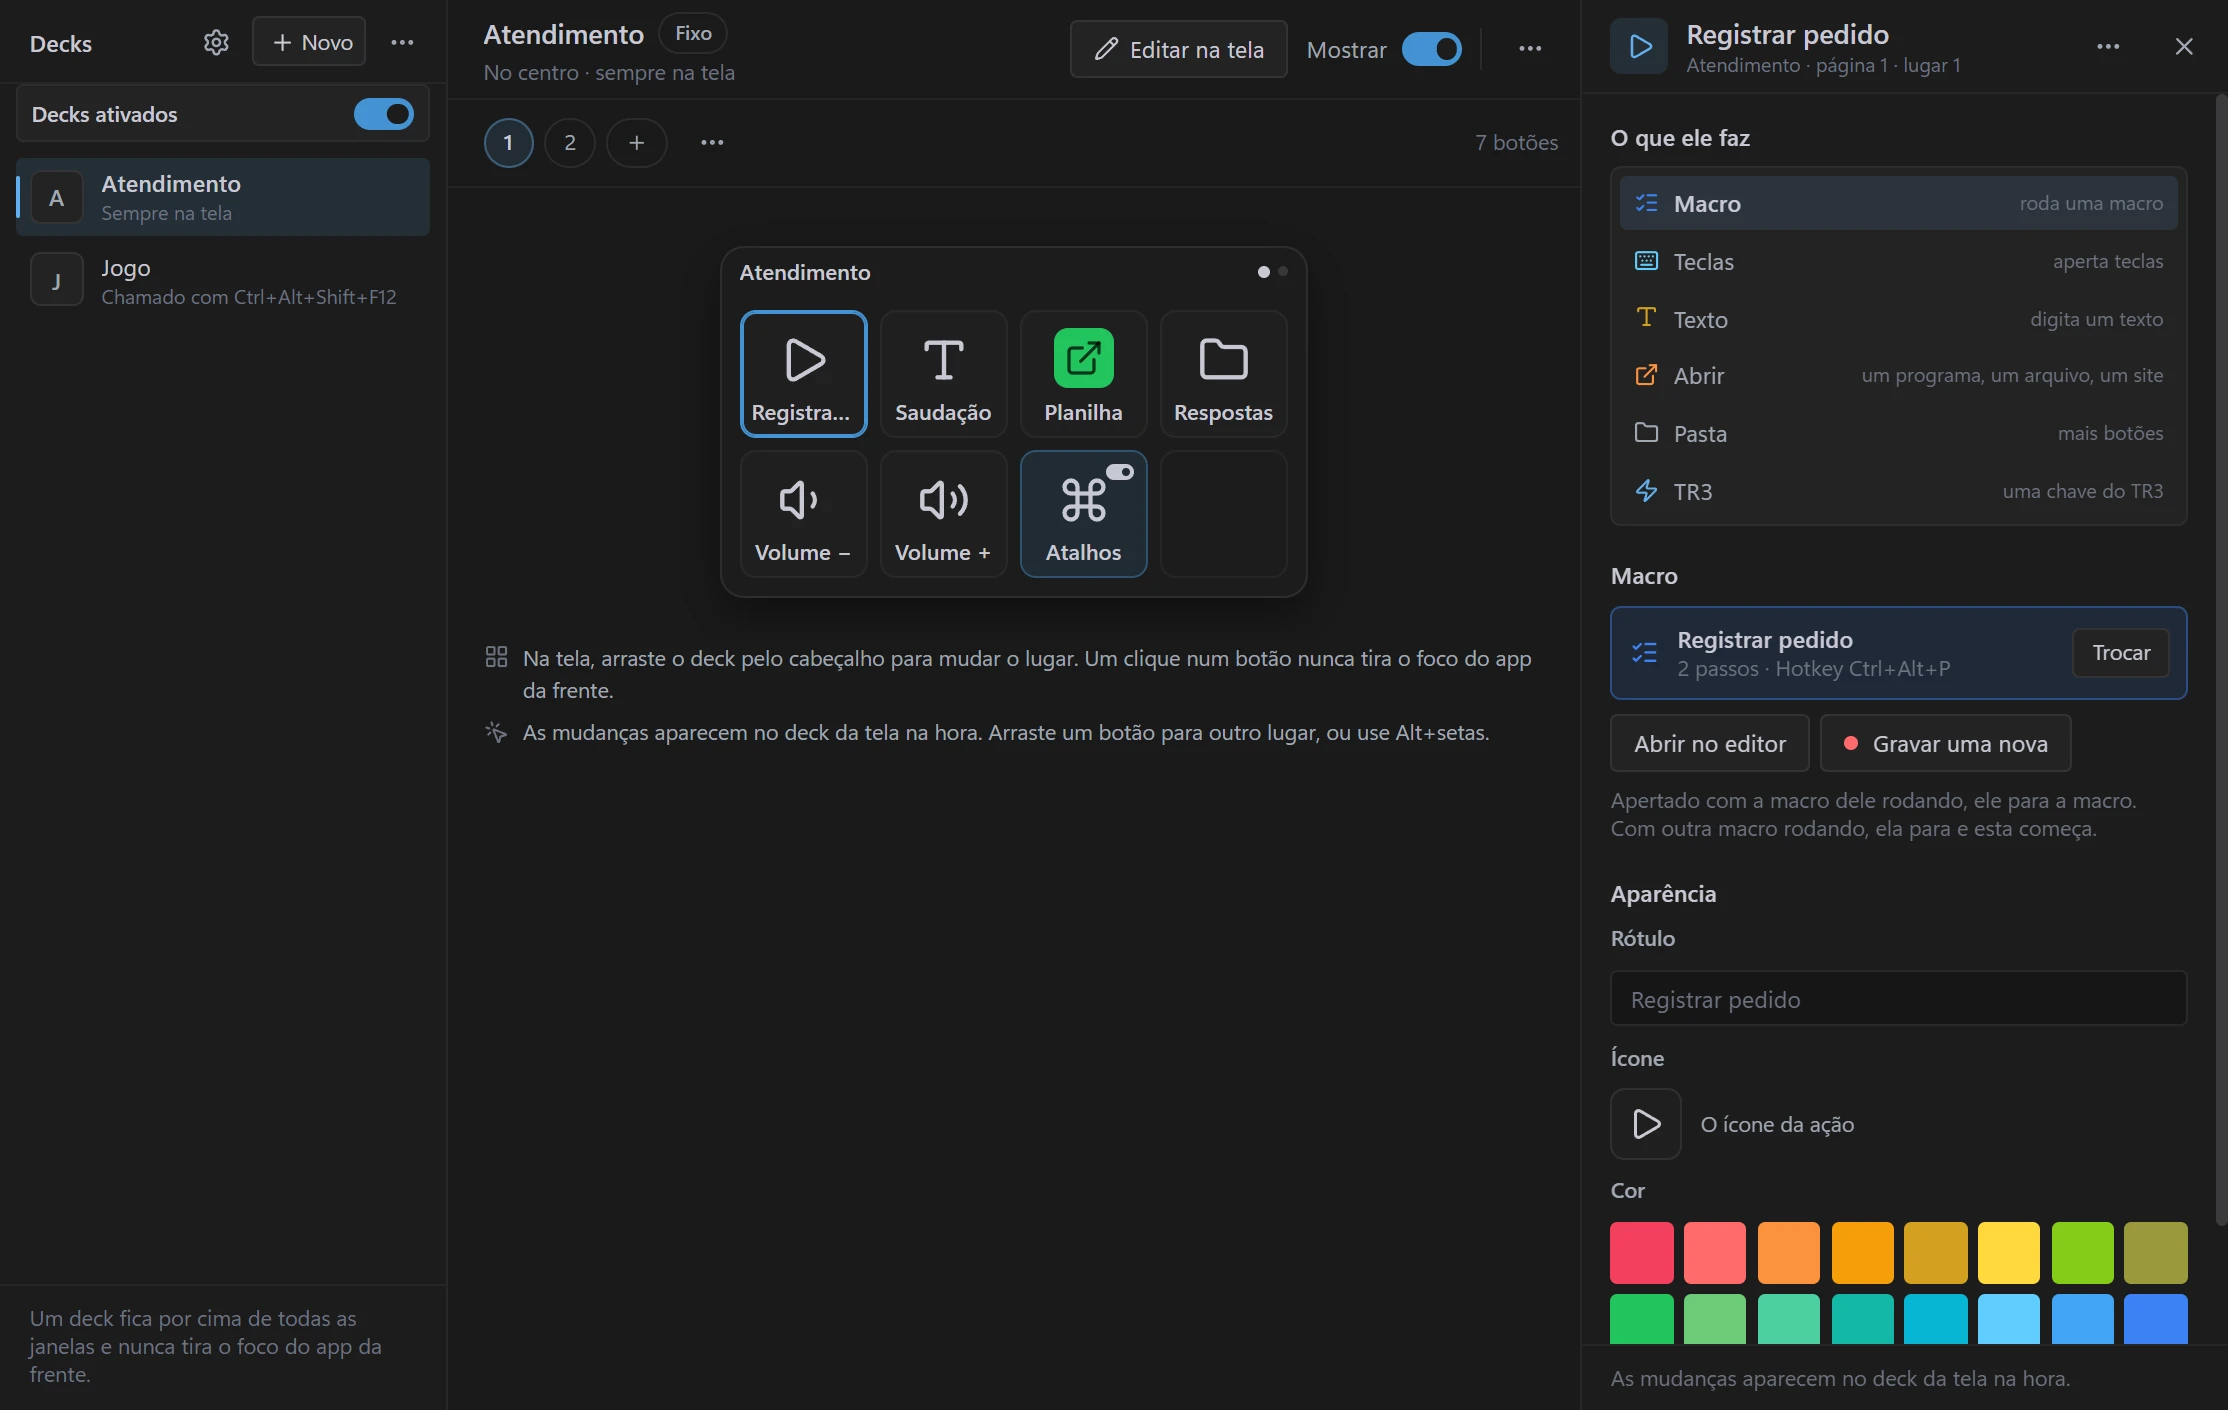 Decks
Novo
Decks ativados
A
Atendimento
Sempre na tela
J
Jogo
Chamado com Ctrl+Alt+Shift+F12
Um deck fica por cima de todas as
janelas e nunca tira o foco do app da
frente.
Atendimento
Fixo
No centro · sempre na tela
Editar na tela
Mostrar
1
2
7 botões
Atendimento
Registra...
Saudação
Planilha
Respostas
Volume –
Volume +
Atalhos
Na tela, arraste o deck pelo cabeçalho para mudar o lugar. Um clique num botão nunca tira o foco do app
da frente.
As mudanças aparecem no deck da tela na hora. Arraste um botão para outro lugar, ou use Alt+setas.
Registrar pedido
Atendimento · página 1 · lugar 1
O que ele faz
Macro
roda uma macro
Teclas
aperta teclas
Texto
digita um texto
Abrir
um programa, um arquivo, um site
Pasta
mais botões
TR3
uma chave do TR3
Macro
Registrar pedido
2 passos · Hotkey Ctrl+Alt+P
Trocar
Abrir no editor
Gravar uma nova
Apertado com a macro dele rodando, ele para a macro.
Com outra macro rodando, ela para e esta começa.
Aparência
Rótulo
Registrar pedido
Ícone
O ícone da ação
Cor
As mudanças aparecem no deck da tela na hora.